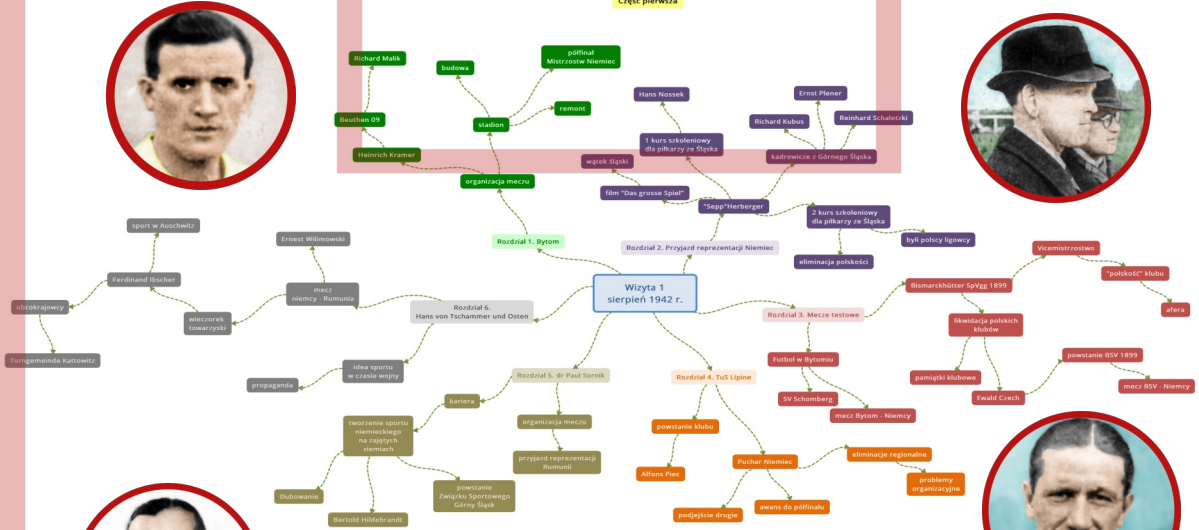 Część pierwsza
Richard Malik
budowa
półfinał
Mistrzostw Niemiec
Hans Nossek
Ernst Plener
remont
Beuthen 09
stadion
Richard Kubus
Reinhard Schaletzki
1 kurs szkoleniowy
dla piłkarzy ze Śląska
Heinrich Kramer
wątek śląski
kadrowicze z Górnego Śląska
organizacja meczu
film "Das grosse Spiel"
"Sepp"Herberger
2 kurs szkoleniowy
dla piłkarzy ze Śląska
sport w Auschwitz
Ernest Wilimowski
Rozdział 1. Bytom
Rozdział 2. Przyjazd reprezentacji Niemiec
byli polscy ligowcy
Vicemistrzostwo
eliminacja polskości
Ferdinand Ibscher
mecz
niemcy - Rumunia
Wizyta 1
sierpień 1942 r.
Bismarckhütter SpVgg 1899
"polskość" klubu
obcokrajowcy
Rozdział 6.
Hans von Tschammer und Osten
Rozdział 3. Mecze testowe
afera
wieczorek
towarzyski
likwidacja polskich
klubów
Turngemeinde Kattowitz
idea sportu
w czasie wojny
Futbol w Bytomiu
powstanie BSV 1899
propaganda
Rozdział 5. dr Paul Sornik
Rozdział 4. TuS Lipine
pamiątki klubowe
mecz BSV - Niemcy
kariera
SV Schomberg
Ewald Czech
mecz Bytom - Niemcy
tworzenie sportu
niemieckiego
na zajętych
ziemiach
organizacja meczu
powstanie klubu
przyjazd reprezentacji
Rumunii
Puchar Niemiec
eliminacje regionalne
Alfons Piec
problemy
organizacyjne
ślubowanie
powstanie
Związku Sportowego
Górny Śląsk
awans do półfinału
Bertold Hildebrandt
podejście drugie